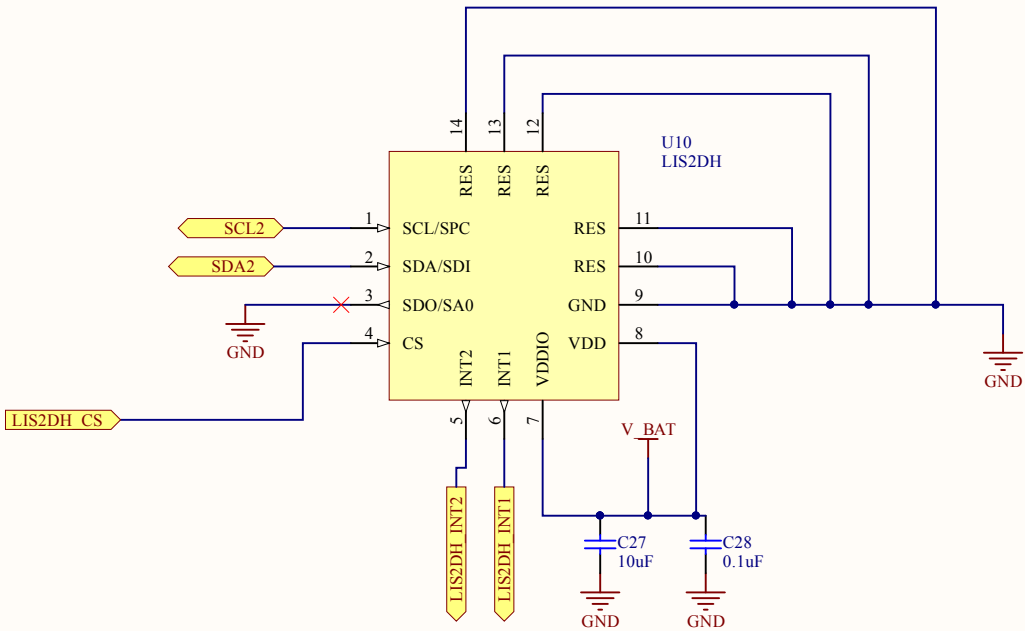 14
13
12
RES
RES
RES
U10
LIS2DH
SCL2
1
SCL/SPC
RES
11
SDA2
2
SDA/SDI
RES
10
3
SDO/SA0
GND
9
GND
4
CS
VDD
8
GND
INT2
INT1
VDDIO
5
6
7
LIS2DH_CS
V_BAT
LIS2DH_INT2
LIS2DH_INT1
C27
10uF
C28
0.1uF
GND
GND